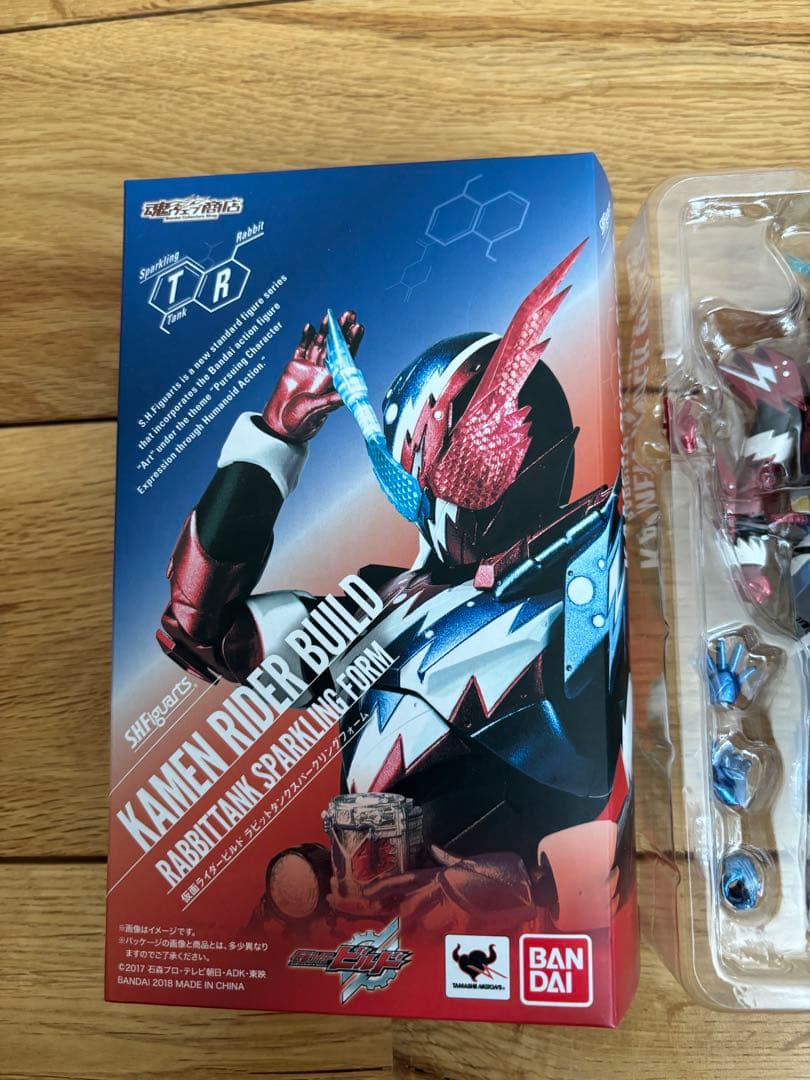 魂ウェブ商店
Sparkling
Rabbit
T R
Tank
S.H.Figuarts is a new standard figure series
that incorporates the Bandai action figure
"Art" under the theme "Pursuing Character
Expression through Humanoid Action."
S.H.Figuarts
KAMEN RIDER BUILD
RABBITTANK SPARKLING FORM
仮面ライダービルド ラビットタンクスパークリングフォーム
※画像はイメージです。
※パッケージの画像と商品とは、多少異なり
ますのでご了承ください。
©2017 石森プロ・テレビ朝日・ADK・東映
BANDAI 2018 MADE IN CHINA
仮面ライダー
ビルド
TAMASHII NATIONS
BAN
DAI